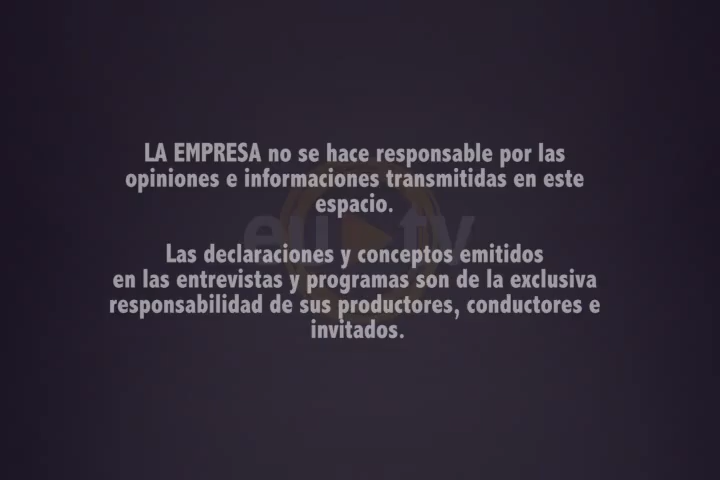 LA EMPRESA no se hace responsable por las
opiniones e informaciones transmitidas en este
espacio.
Las declaraciones y conceptos emitidos
en las entrevistas y programas son de la exclusiva
responsabilidad de sus productores, conductores e
invitados.